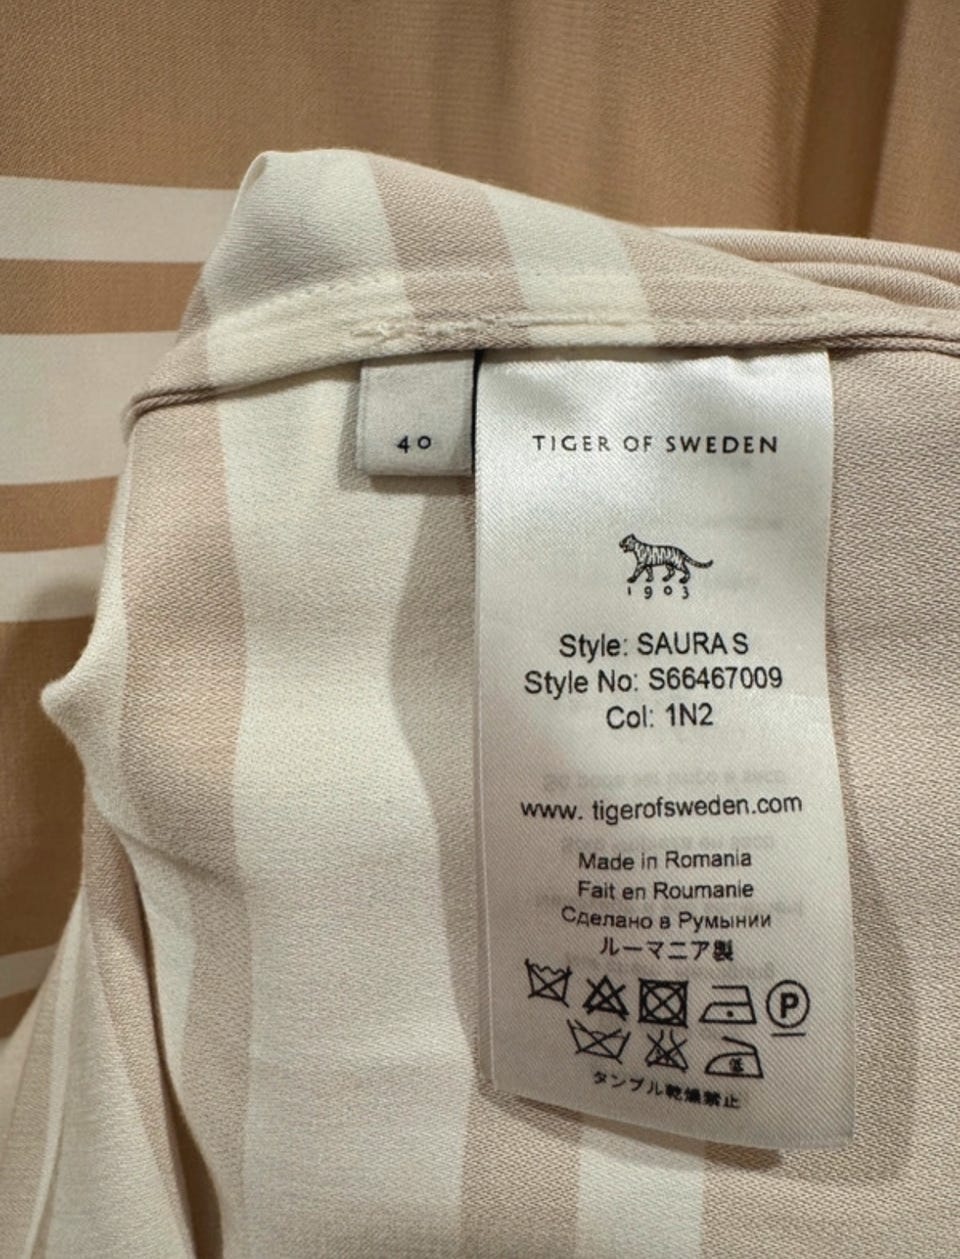 40
TIGER OF SWEDEN
1903
Style: SAURA S
Style No: S66467009
Col: 1N2
www. tigerofsweden.com
Made in Romania
Fait en Roumanie
Сделано в Румынии
ルーマニア製
P
低
タンブル乾燥禁止